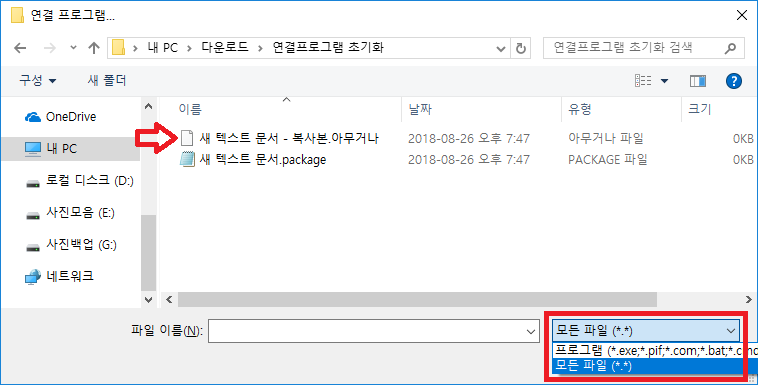 연결 프로그램...
내 PC > 다운로드 > 연결프로그램 초기화
연결프로그램 초기화 검색
구성
새 폴더
이름 날짜 유형 크기
OneDrive
내 PC
로컬 디스크 (D:)
사진모음 (E:)
사진백업 (G:)
네트워크
새 텍스트 문서 - 복사본.아무거나 2018-08-26 오후 7:47 아무거나 파일 0KB
새 텍스트 문서.package 2018-08-26 오후 7:47 PACKAGE 파일 0KB
파일 이름(N):
모든 파일 (*.*)
프로그램 (*.exe;*.pif;*.com;*.bat;*.cmd
모든 파일 (*.*)